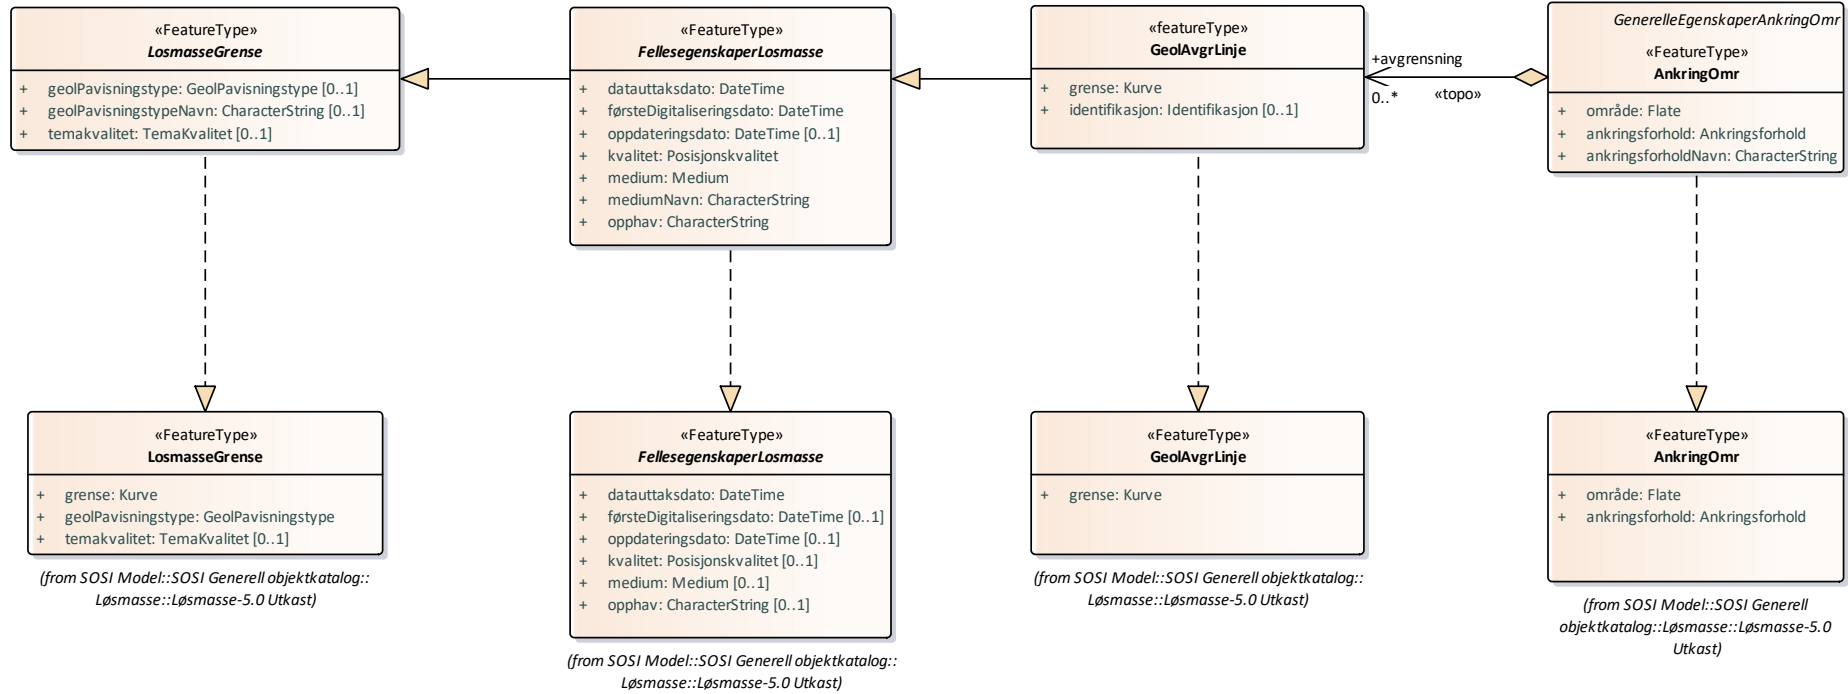 «FeatureType»
LosmasseGrense
+ geolPavisningstype: GeolPavisningstype [0..1]
+ geolPavisningstypeNavn: CharacterString [0..1]
+ temakvalitet: TemaKvalitet [0..1]
«FeatureType»
FellesegenskaperLosmasse
+ datauttaksdato: DateTime
+ førsteDigitaliseringsdato: DateTime
+ oppdateringsdato: DateTime [0..1]
+ kvalitet: Posisjonskvalitet
+ medium: Medium
+ mediumNavn: CharacterString
+ opphav: CharacterString
«featureType»
GeolAvgrLinje
+ grense: Kurve
+ identifikasjon: Identifikasjon [0..1]
+avgrensning
0..*
«topo»
GenerelleEgenskaperAnkringOmr
«FeatureType»
AnkringOmr
+ område: Flate
+ ankringsforhold: Ankringsforhold
+ ankringsforholdNavn: CharacterString
«FeatureType»
LosmasseGrense
+ grense: Kurve
+ geolPavisningstype: GeolPavisningstype
+ temakvalitet: TemaKvalitet [0..1]
(from SOSI Model::SOSI Generell objektkatalog::
Løsmasse::Løsmasse-5.0 Utkast)
«FeatureType»
FellesegenskaperLosmasse
+ datauttaksdato: DateTime
+ førsteDigitaliseringsdato: DateTime [0..1]
+ oppdateringsdato: DateTime [0..1]
+ kvalitet: Posisjonskvalitet [0..1]
+ medium: Medium [0..1]
+ opphav: CharacterString [0..1]
(from SOSI Model::SOSI Generell objektkatalog::
Løsmasse::Løsmasse-5.0 Utkast)
«FeatureType»
GeolAvgrLinje
+ grense: Kurve
(from SOSI Model::SOSI Generell objektkatalog::
Løsmasse::Løsmasse-5.0 Utkast)
«FeatureType»
AnkringOmr
+ område: Flate
+ ankringsforhold: Ankringsforhold
(from SOSI Model::SOSI Generell
objektkatalog::Løsmasse::Løsmasse-5.0
Utkast)